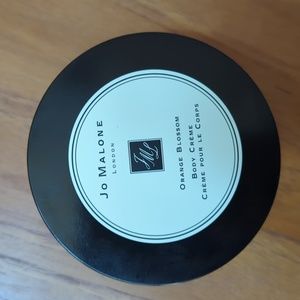 JO MALONE
LONDON
ORANGE BLOSSOM
BODY CRÈME
CRÈME POUR LE CORPS